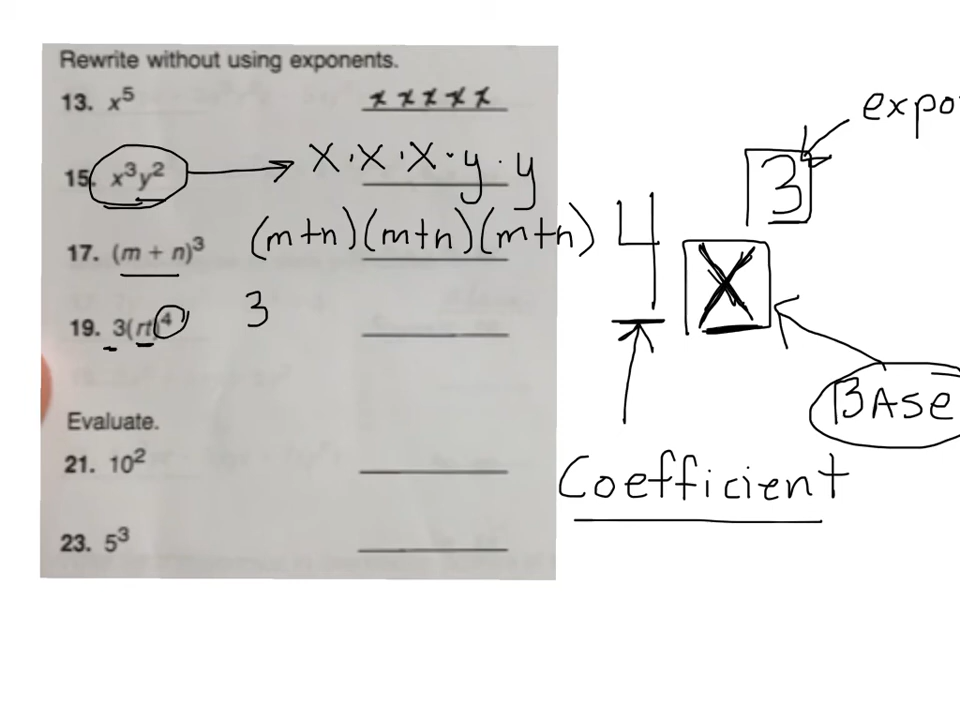 Rewrite without using exponents.
13. x⁵ x x x x x
15. x³y² x · x · x · y · y
17. (m + n)³ (m+n)(m+n)(m+n)
19. 3(rt)⁴ 3
Evaluate.
21. 10²
23. 5³
expo
3
4 x
BASE
Coefficient